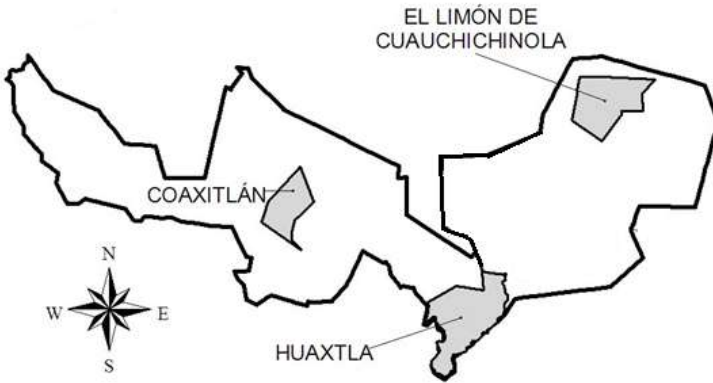 EL LIMÓN DE
CUAUCHICHINOLA
COAXITLÁN
N
W E
S
HUAXTLA